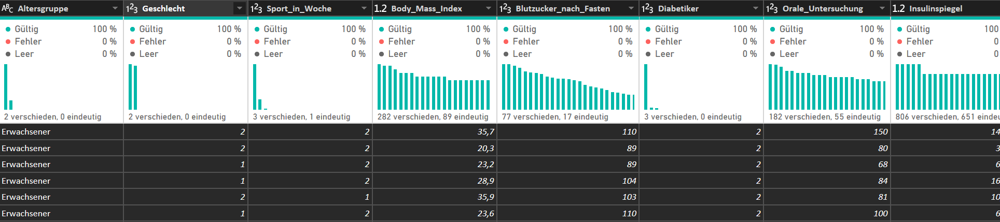 ABC Altersgruppe 123 Geschlecht 123 Sport_in_Woche 1.2 Body_Mass_Index 123 Blutzucker_nach_Fasten 123 Diabetiker 123 Orale_Untersuchung 1.2 Insulinspiegel
Gültig 100 % Gültig 100 % Gültig 100 % Gültig 100 % Gültig 100 % Gültig 100 % Gültig 100 % Gültig 100
Fehler 0 % Fehler 0 % Fehler 0 % Fehler 0 % Fehler 0 % Fehler 0 % Fehler 0 % Fehler 0
Leer 0 % Leer 0 % Leer 0 % Leer 0 % Leer 0 % Leer 0 % Leer 0 % Leer 0
2 verschieden, 0 eindeutig 2 verschieden, 0 eindeutig 3 verschieden, 1 eindeutig 282 verschieden, 89 eindeutig 77 verschieden, 17 eindeutig 3 verschieden, 0 eindeutig 182 verschieden, 55 eindeutig 806 verschieden, 651 eindeu
Erwachsener 2 2 35,7 110 2 150 14
Erwachsener 2 2 20,3 89 2 80 3
Erwachsener 1 2 23,2 89 2 68 6
Erwachsener 1 2 28,9 104 2 84 16
Erwachsener 2 1 35,9 103 2 81 10
Erwachsener 1 2 23,6 110 2 100 6